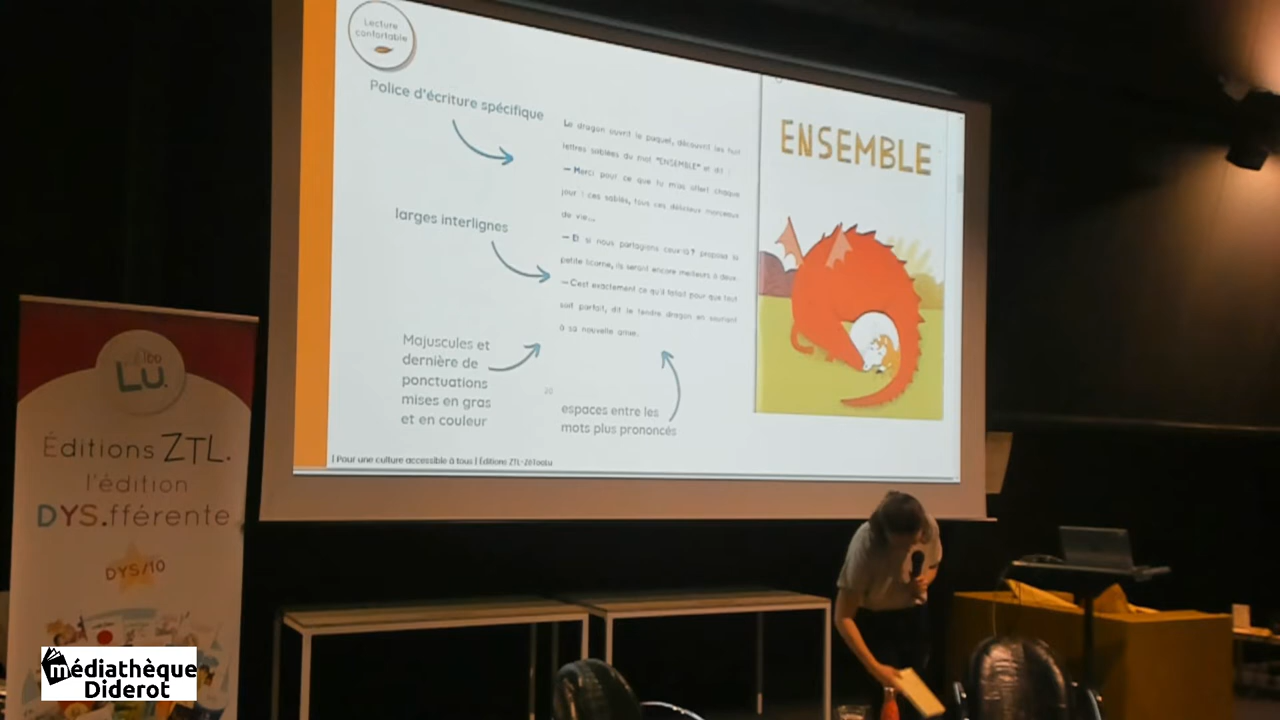 Lecture
confortable
Police d'écriture spécifique
larges interlignes
Majuscules et
dernière de
ponctuations
mises en gras
et en couleur
Le dragon ouvrit le paquet, découvrit les huit
lettres sablées du mot "ENSEMBLE" et dit :
— Merci pour ce que tu m'as offert chaque
jour : ces sablés, tous ces délicieux morceaux
de vie...
— Et si nous partagions ceux-là ? proposa la
petite licorne, ils seront encore meilleurs à deux.
— C'est exactement ce qu'il fallait pour que tout
soit parfait, dit le tendre dragon en souriant
à sa nouvelle amie.
20
espaces entre les
mots plus prononcés
ENSEMBLE
| Pour une culture accessible à tous | Éditions ZTL-ZéTooLu
LU.
Éditions ZTL.
l'édition
DYS.fférente
DYS/10
médiathèque
Diderot